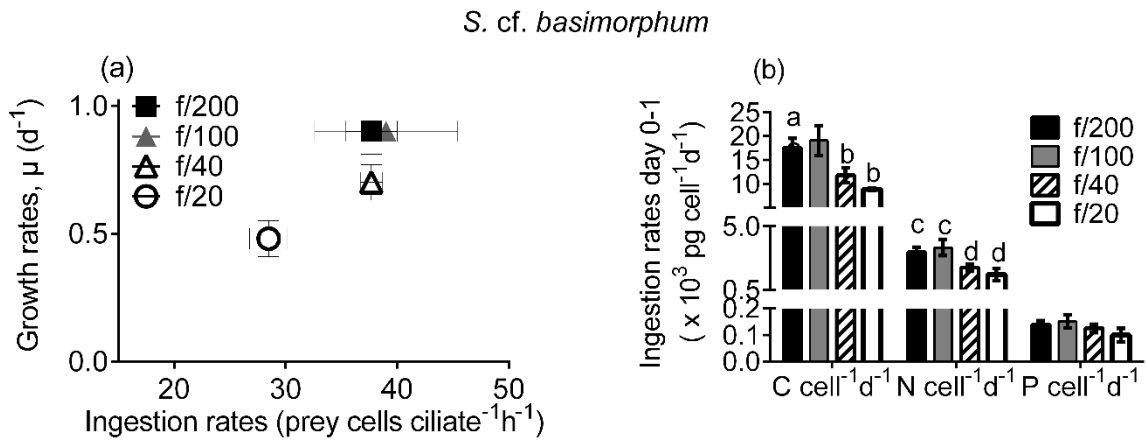 S. cf. basimorphum
(a)
Growth rates, µ (d⁻¹)
1.0
0.5
0.0
f/200
f/100
f/40
f/20
20 30 40 50
Ingestion rates (prey cells ciliate⁻¹h⁻¹)
(b)
Ingestion rates day 0-1
( x 10³ pg cell⁻¹d⁻¹)
25
20
15
10
5.0
0.5
0.2
0.1
0.0
a
b b
c c
d d
f/200
f/100
f/40
f/20
C cell⁻¹d⁻¹ N cell⁻¹d⁻¹ P cell⁻¹d⁻¹